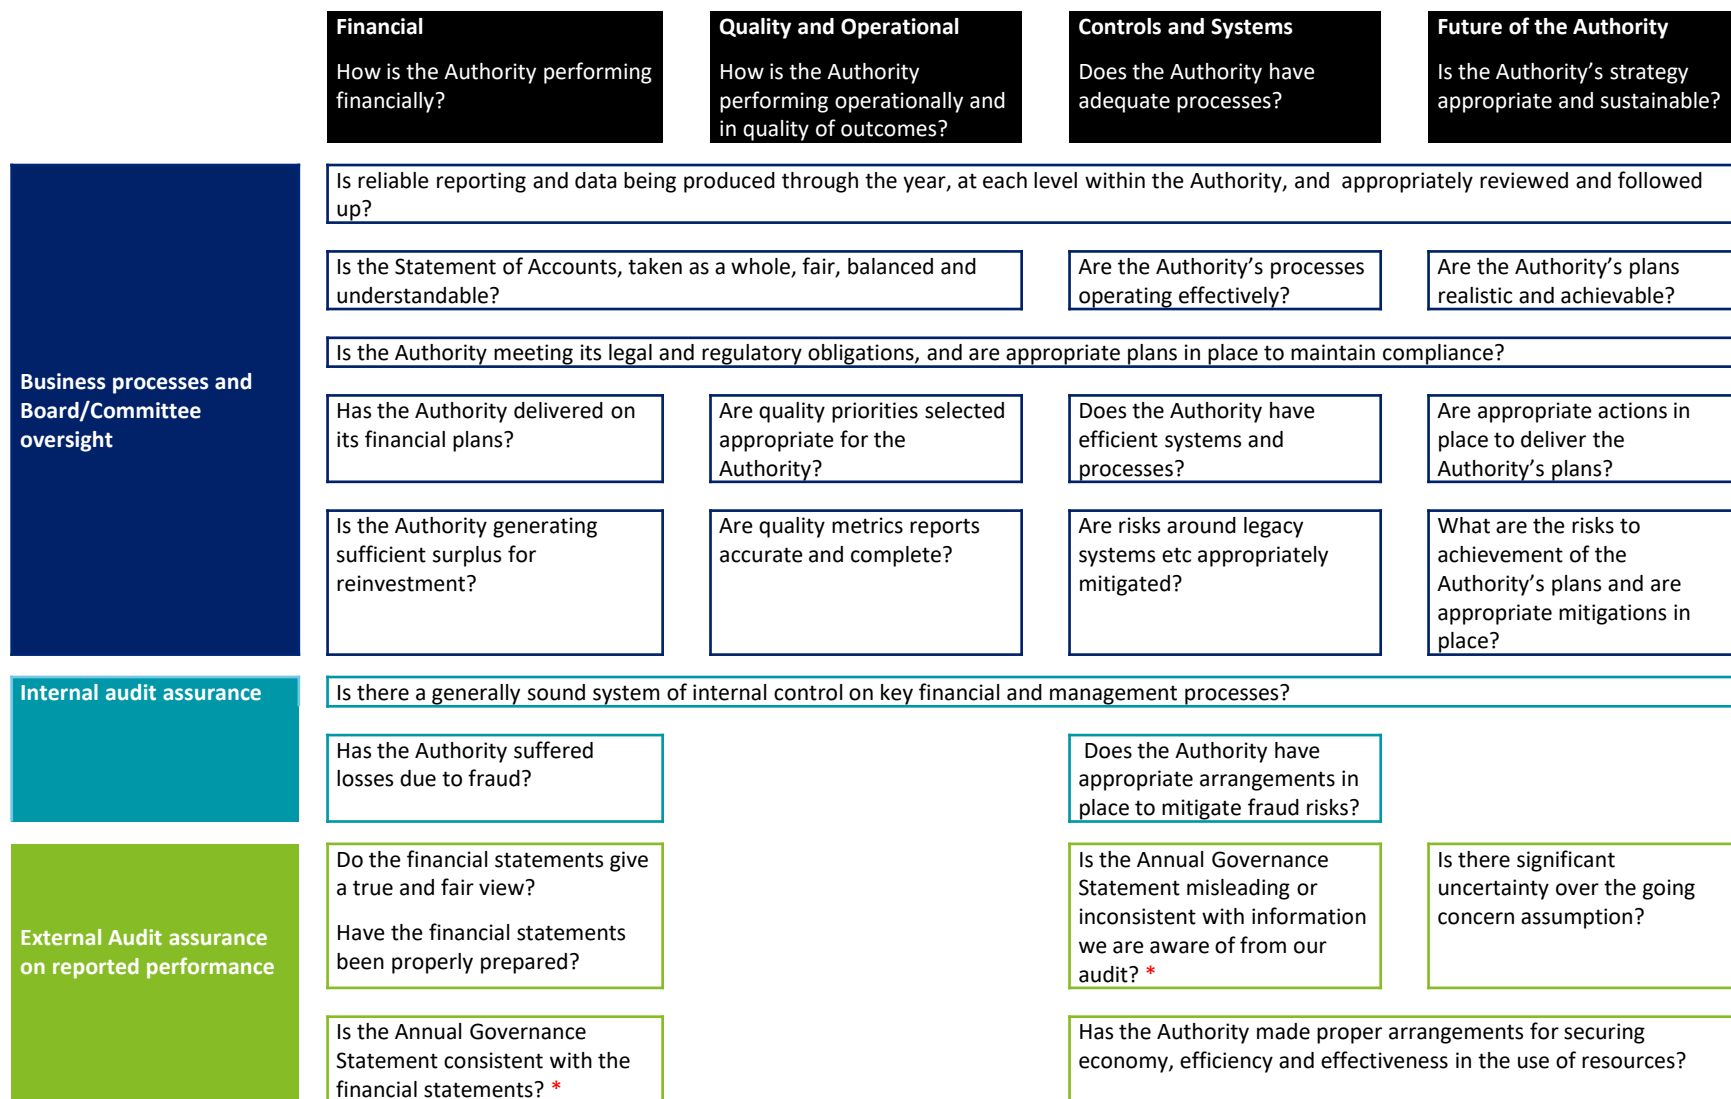 Financial
How is the Authority performing
financially?
Quality and Operational
How is the Authority
performing operationally and
in quality of outcomes?
Controls and Systems
Does the Authority have
adequate processes?
Future of the Authority
Is the Authority’s strategy
appropriate and sustainable?
Business processes and
Board/Committee
oversight
Is reliable reporting and data being produced through the year, at each level within the Authority, and  appropriately reviewed and followed
up?
Is the Statement of Accounts, taken as a whole, fair, balanced and
understandable?
Are the Authority’s processes
operating effectively?
Are the Authority’s plans
realistic and achievable?
Is the Authority meeting its legal and regulatory obligations, and are appropriate plans in place to maintain compliance?
Has the Authority delivered on
its financial plans?
Are quality priorities selected
appropriate for the
Authority?
Does the Authority have
efficient systems and
processes?
Are appropriate actions in
place to deliver the
Authority’s plans?
Is the Authority generating
sufficient surplus for
reinvestment?
Are quality metrics reports
accurate and complete?
Are risks around legacy
systems etc appropriately
mitigated?
What are the risks to
achievement of the
Authority’s plans and are
appropriate mitigations in
place?
Internal audit assurance
Is there a generally sound system of internal control on key financial and management processes?
Has the Authority suffered
losses due to fraud?
Does the Authority have
appropriate arrangements in
place to mitigate fraud risks?
External Audit assurance
on reported performance
Do the financial statements give
a true and fair view?
Have the financial statements
been properly prepared?
Is the Annual Governance
Statement misleading or
inconsistent with information
we are aware of from our
audit? *
Is there significant
uncertainty over the going
concern assumption?
Is the Annual Governance
Statement consistent with the
financial statements? *
Has the Authority made proper arrangements for securing
economy, efficiency and effectiveness in the use of resources?